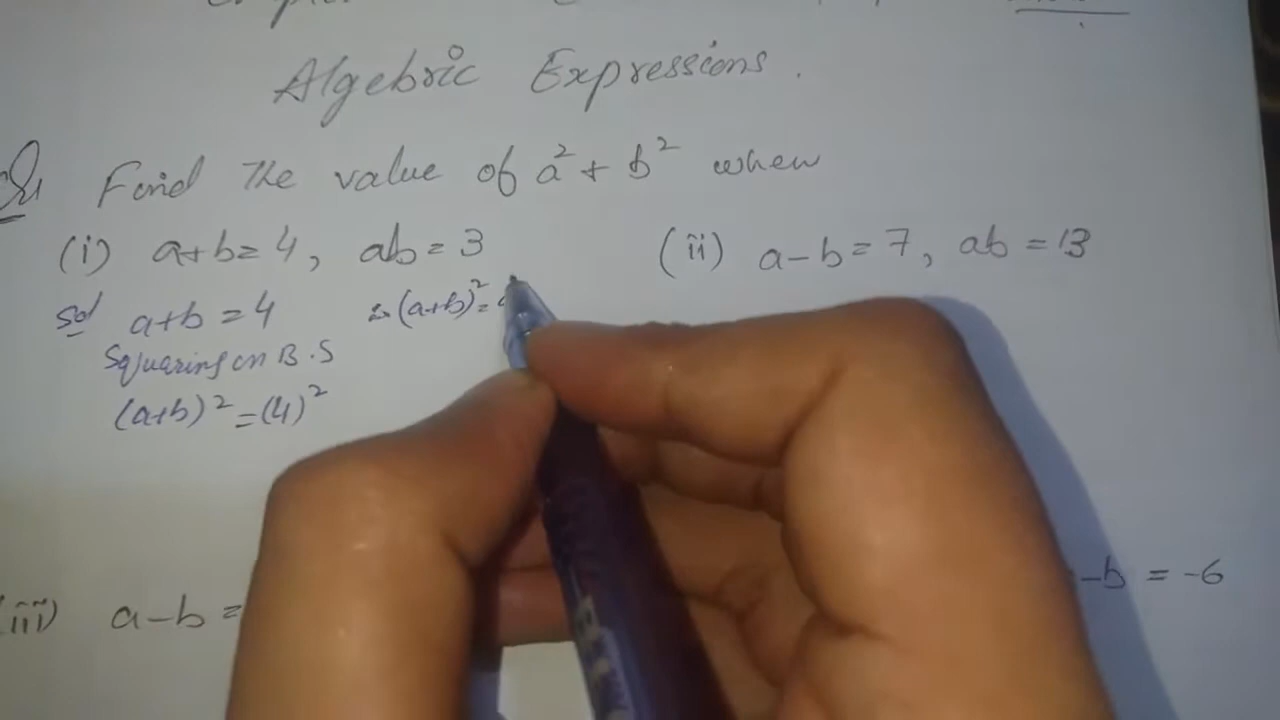 Algebric Expressions.
Q1 Find The value of a² + b² when
(i) a+b=4, ab=3 (ii) a-b=7, ab=13
Sol a+b=4 ∴(a+b)²=
Squaring on B.S
(a+b)²=(4)²
(iii) a-b= -b=-6